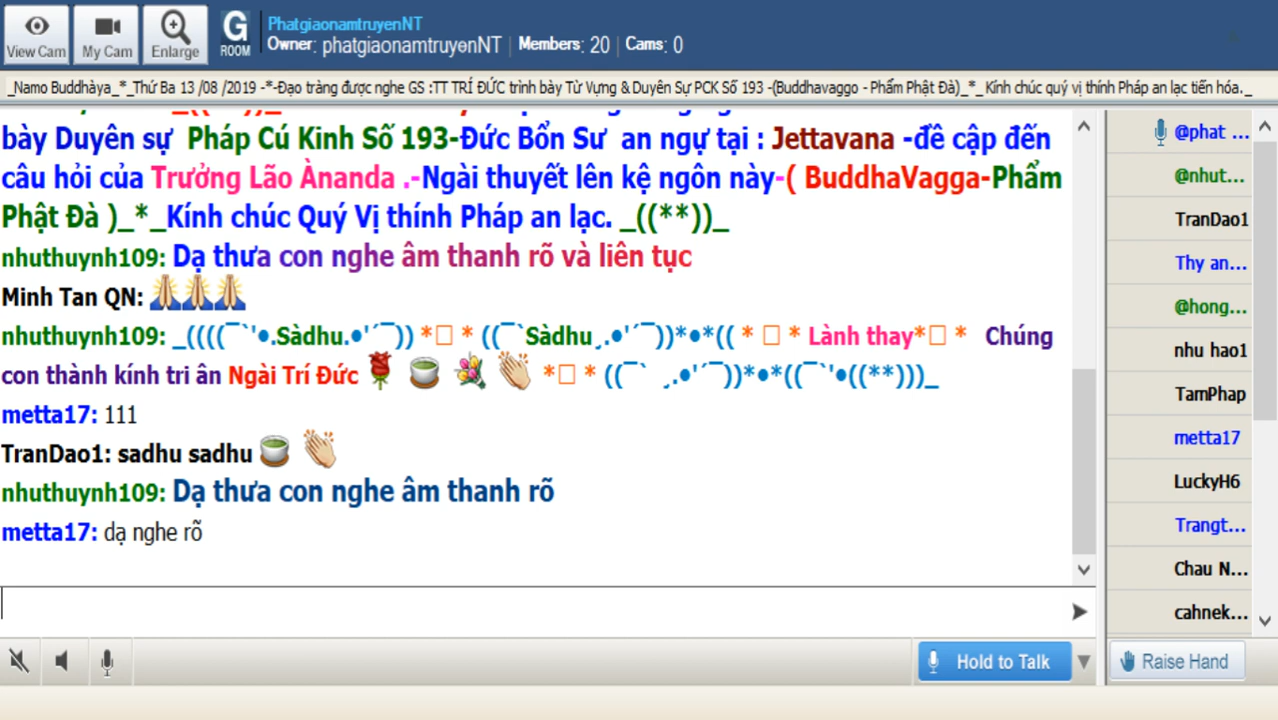 PhatgiaonamtruyenNT
View Cam My Cam Enlarge G ROOM Owner: phatgiaonamtruyenNT | Members: 20 | Cams: 0
_Namo Buddhàya_*_Thứ Ba 13 /08 /2019 -*-Đạo tràng được nghe GS :TT TRÍ ĐỨC trình bày Từ Vựng & Duyên Sự PCK Số 193 -(Buddhavaggo - Phẩm Phật Đà)_*_ Kính chúc quý vị thính Pháp an lạc tiến hóa._
bày Duyên sự Pháp Cú Kinh Số 193-Đức Bổn Sư an ngự tại : Jettavana -đề cập đến
câu hỏi của Trưởng Lão Ànanda .-Ngài thuyết lên kệ ngôn này-( BuddhaVagga-Phẩm
Phật Đà )_*_Kính chúc Quý Vị thính Pháp an lạc. _((**))_
nhuthuynh109: Dạ thưa con nghe âm thanh rõ và liên tục
Minh Tan QN: 🙏🙏🙏
nhuthuynh109: _((((¯`'•.Sàdhu.•'´¯)) *□ * ((¯`Sàdhu¸.•'´¯))*•*(( * □ * Lành thay*□ * Chúng
con thành kính tri ân Ngài Trí Đức 🌹 🍵 💐 👏 *□ * ((¯` ¸.•'´¯))*•*((¯`'•((**)))_
metta17: 111
TranDao1: sadhu sadhu 🍵 👏
nhuthuynh109: Dạ thưa con nghe âm thanh rõ
metta17: dạ nghe rõ
@phat ...
@nhut...
TranDao1
Thy an...
@hong...
nhu hao1
TamPhap
metta17
LuckyH6
Trangt...
Chau N...
cahnek...
Hold to Talk
Raise Hand